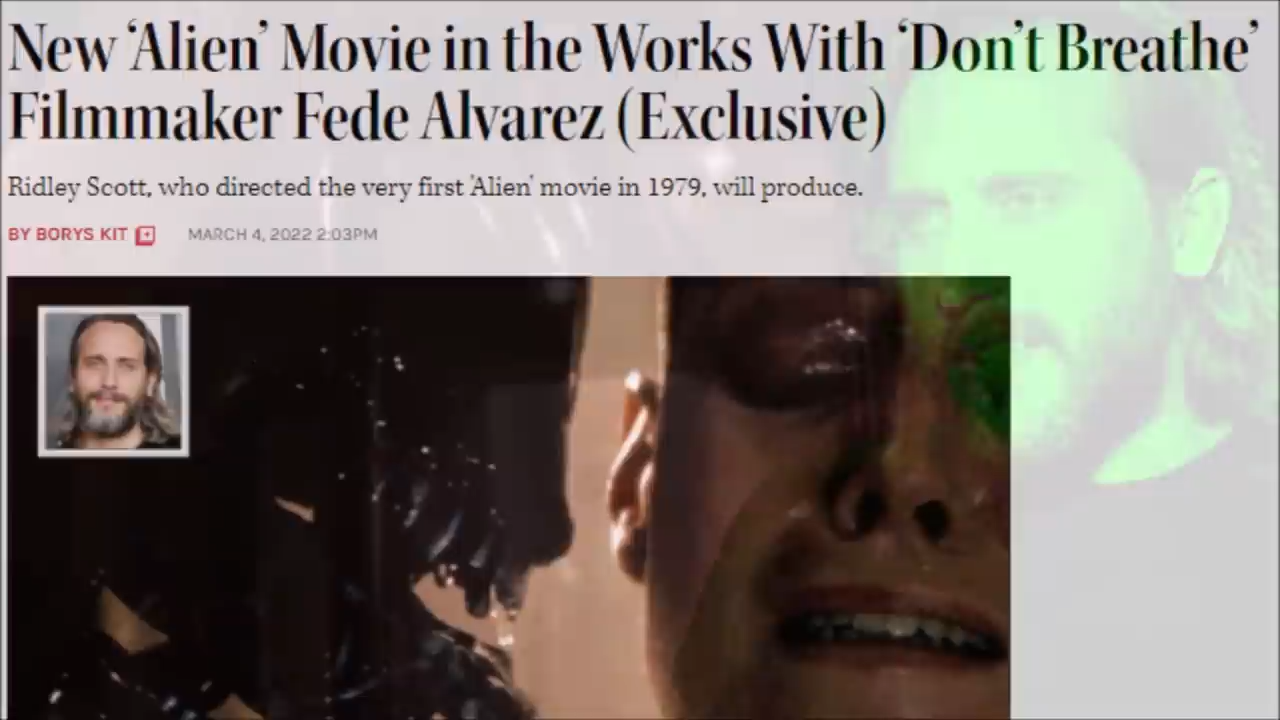 New ‘Alien’ Movie in the Works With ‘Don’t Breathe’
Filmmaker Fede Alvarez (Exclusive)
Ridley Scott, who directed the very first 'Alien' movie in 1979, will produce.
BY BORYS KIT MARCH 4, 2022 2:03PM